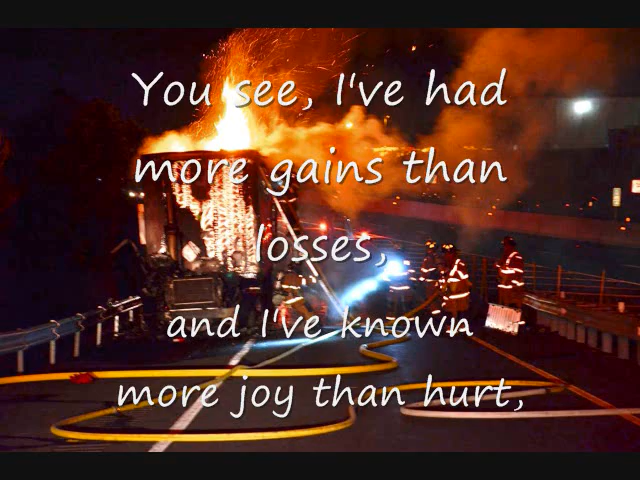 You see, I've had
more gains than
losses,
and I've known
more joy than hurt,